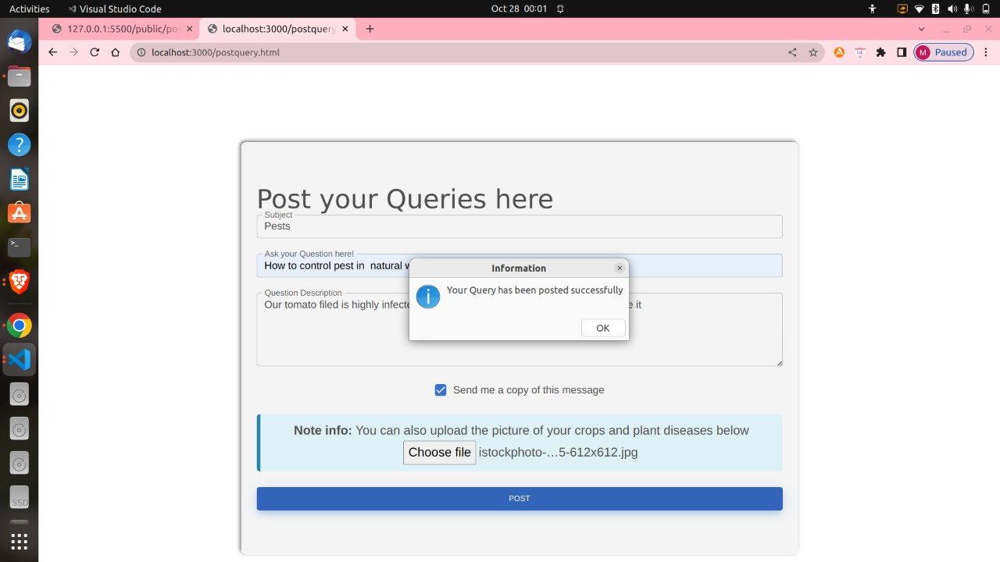 Activities Visual Studio Code Oct 28 00:01
127.0.0.1:5500/public/pos localhost:3000/postquery
localhost:3000/postquery.html M Paused
Post your Queries here
Subject
Pests
Ask your Question here!
How to control pest in natural w
Information
Your Query has been posted successfully
OK
Question Description
Our tomato filed is highly infecte e it
Send me a copy of this message
Note info: You can also upload the picture of your crops and plant diseases below
Choose file istockphoto-…5-612x612.jpg
POST
SSD